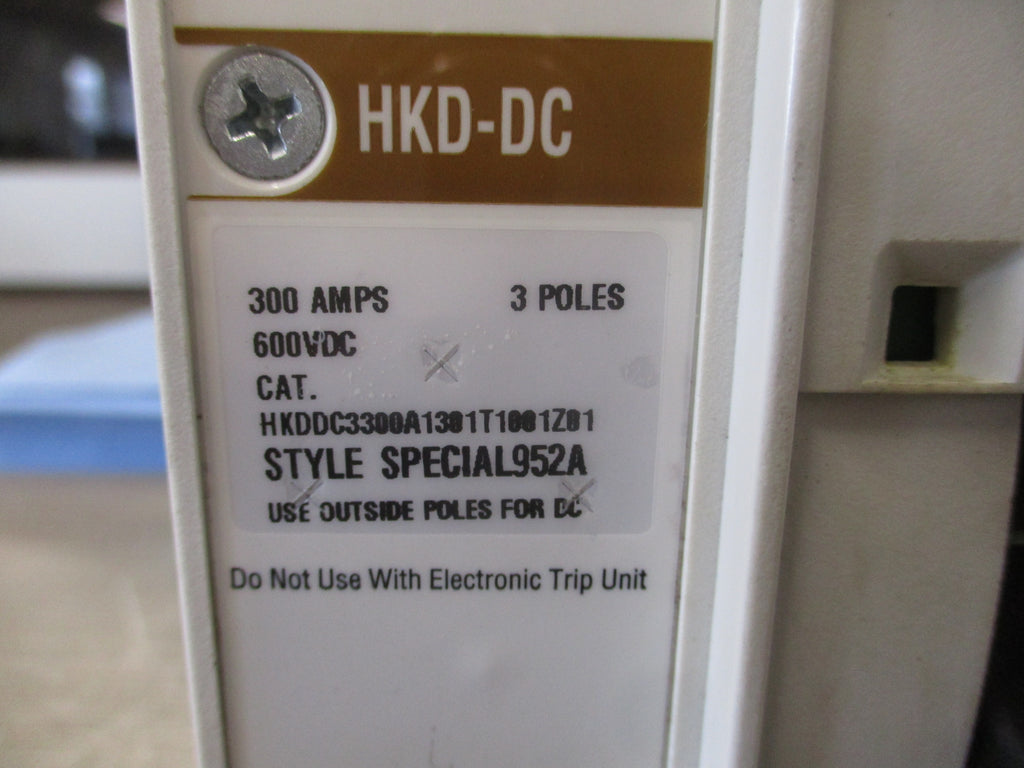 HKD-DC
300 AMPS 3 POLES
600VDC
CAT.
HKDDC3300A1301T1001Z01
STYLE SPECIAL952A
USE OUTSIDE POLES FOR DC
Do Not Use With Electronic Trip Unit